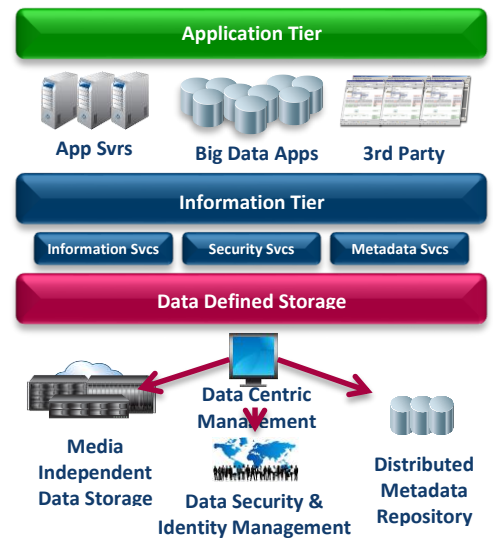 Application Tier
App Svrs
Big Data Apps
3rd Party
Information Tier
Information Svcs
Security Svcs
Metadata Svcs
Data Defined Storage
Data Centric
Management
Media
Independent
Data Storage
Data Security &
Identity Management
Distributed
Metadata
Repository